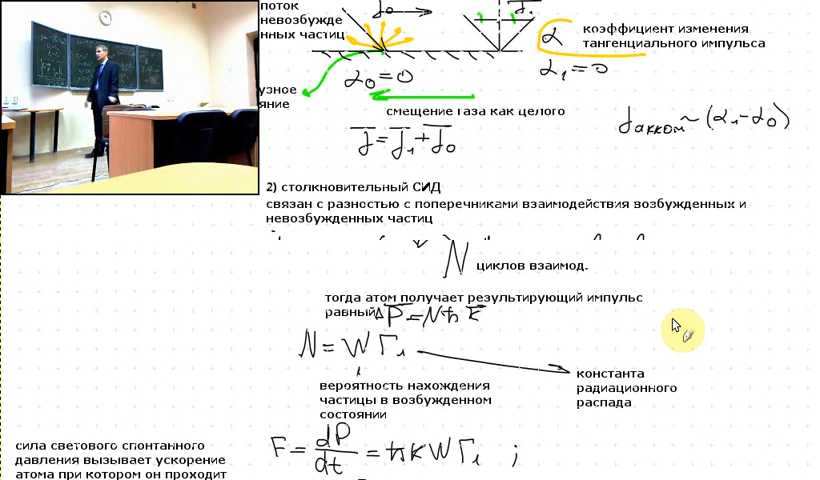 поток
невозбужде
нных частиц
J₀
α
коэффициент изменения
тангенциального импульса
α₀=0
α₁=0
узное
яние
смещение газа как целого
J=J₁+J₀
Jакком~(α₁-α₀)
2) столкновительный СИД
связан с разностью с поперечниками взаимодействия возбужденных и
невозбужденных частиц
N циклов взаимод.
тогда атом получает результирующий импульс
равный ΔP=NħK
N=WΓ₁
вероятность нахождения
частицы в возбужденном
состоянии
константа
радиационного
распада
F=dP/dt=ħKWΓ₁ ;
сила светового спонтанного
давления вызывает ускорение
атома при котором он проходит